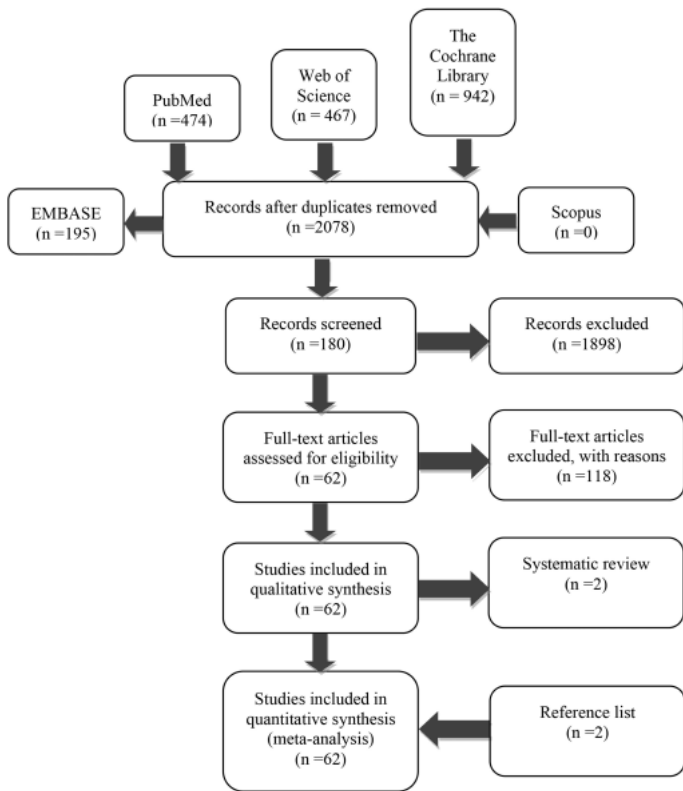 PubMed
(n =474)
Web of
Science
(n = 467)
The
Cochrane
Library
(n = 942)
EMBASE
(n =195)
Records after duplicates removed
(n =2078)
Scopus
(n =0)
Records screened
(n =180)
Records excluded
(n =1898)
Full-text articles
assessed for eligibility
(n =62)
Full-text articles
excluded, with reasons
(n =118)
Studies included in
qualitative synthesis
(n =62)
Systematic review
(n =2)
Studies included in
quantitative synthesis
(meta-analysis)
(n =62)
Reference list
(n =2)